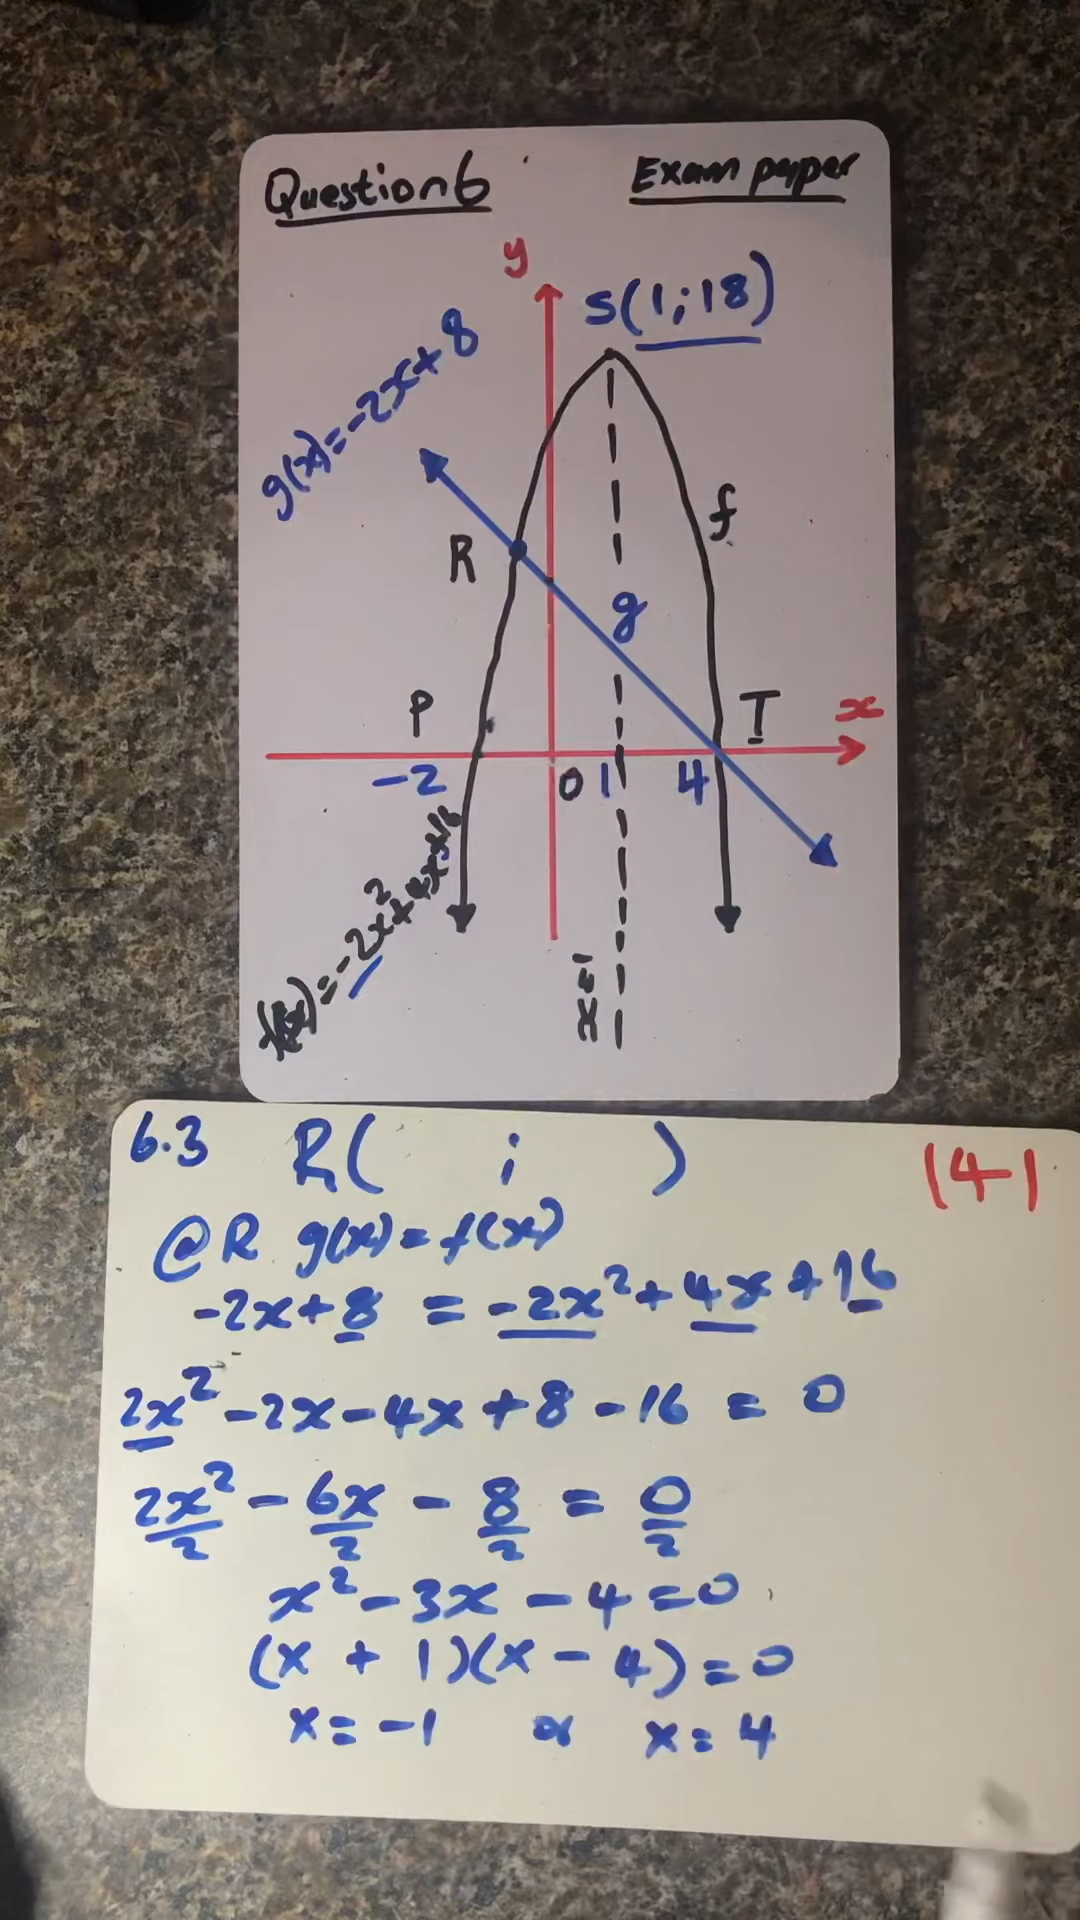 Question 6
Exam paper
y
S(1;18)
g(x)=-2x+8
R
f
g
P
T
x
-2
0
1
4
f(x)=-2x²+4x+16
x=1
6.3 R( ; ) |4|
@R g(x)=f(x)
-2x+8 = -2x²+4x+16
2x²-2x-4x+8-16 = 0
2x²/2 - 6x/2 - 8/2 = 0/2
x²-3x-4=0
(x + 1)(x - 4)=0
x=-1 or x=4